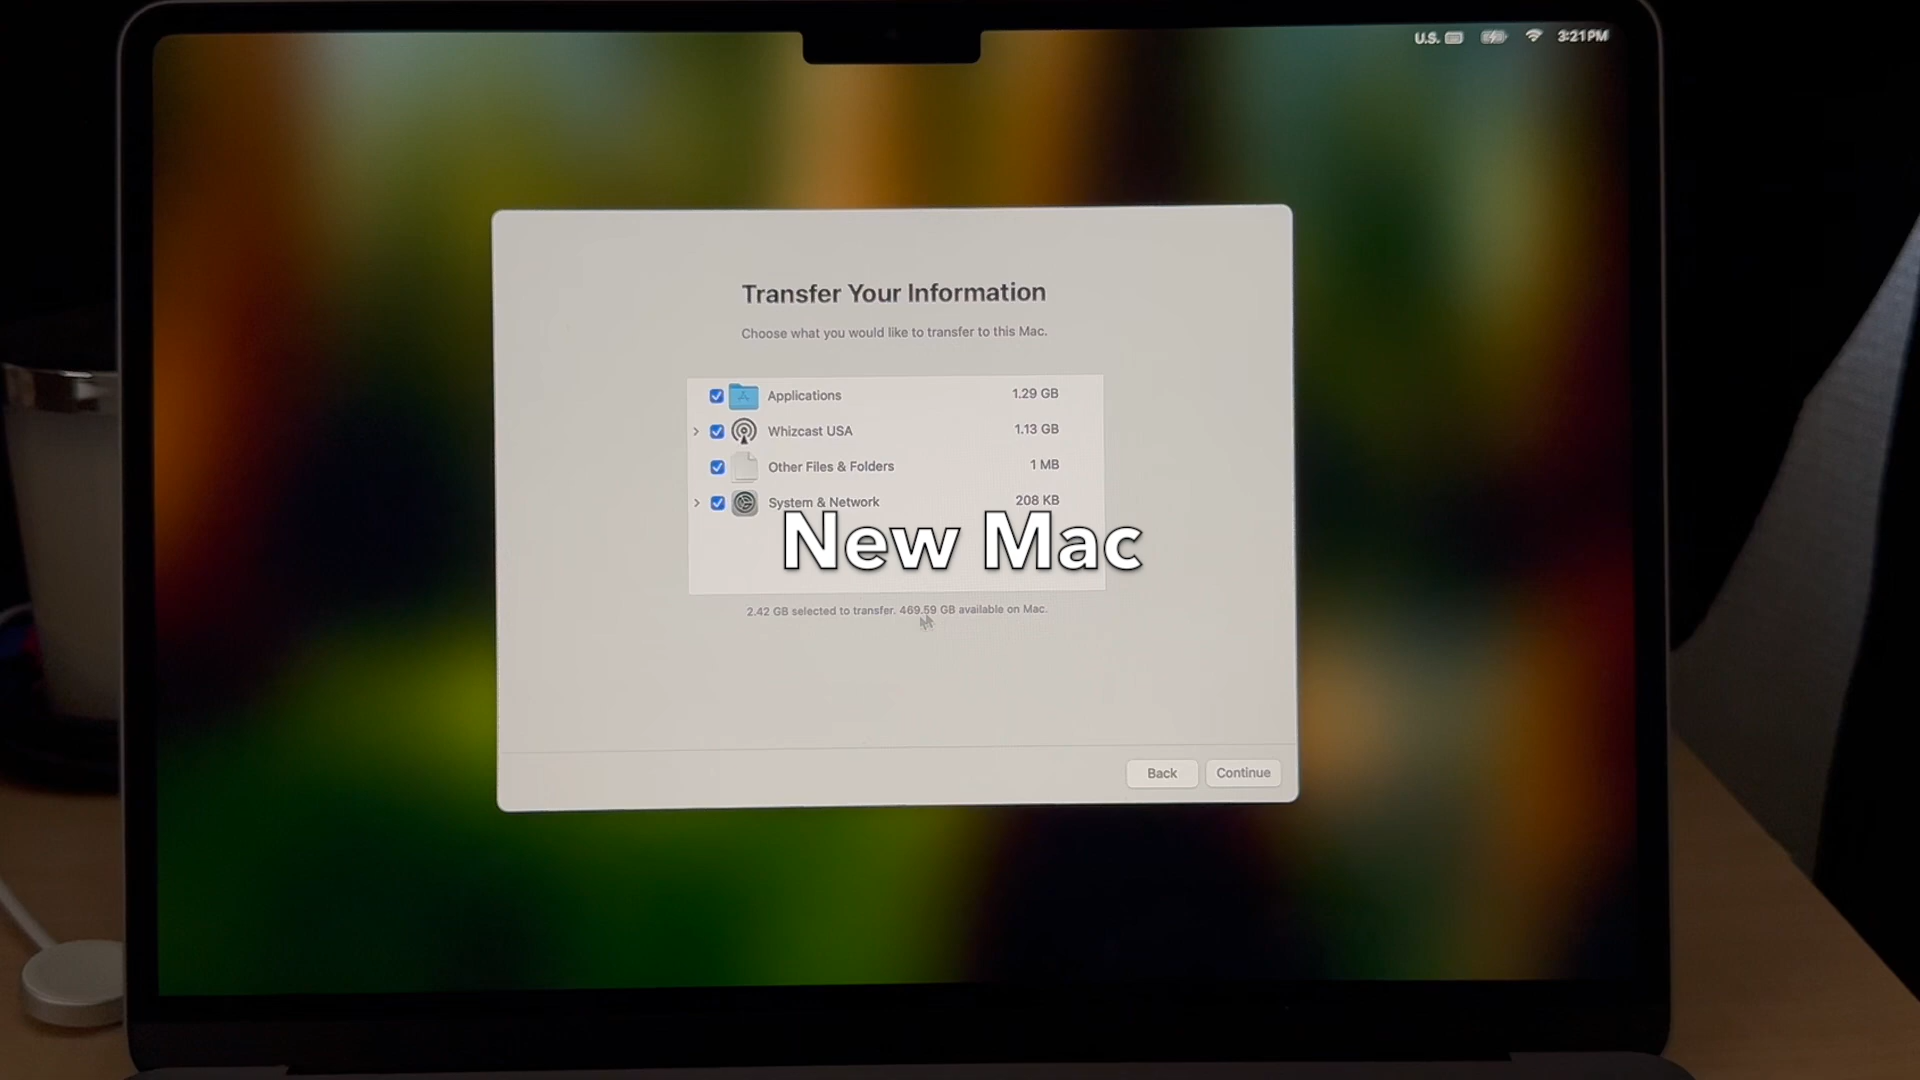 U.S. 3:21 PM
Transfer Your Information
Choose what you would like to transfer to this Mac.
Applications 1.29 GB
Whizcast USA 1.13 GB
Other Files & Folders 1 MB
System & Network 208 KB
New Mac
2.42 GB selected to transfer. 469.59 GB available on Mac.
Back Continue